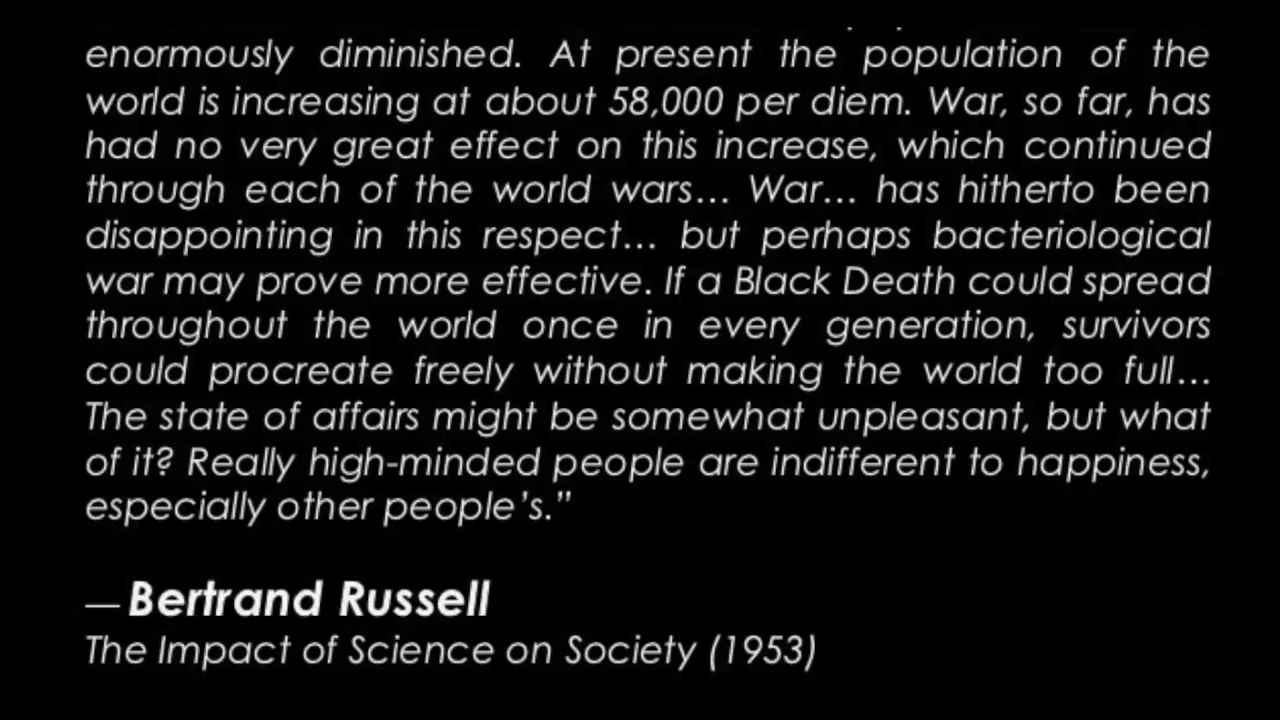 enormously diminished. At present the population of the
world is increasing at about 58,000 per diem. War, so far, has
had no very great effect on this increase, which continued
through each of the world wars... War... has hitherto been
disappointing in this respect... but perhaps bacteriological
war may prove more effective. If a Black Death could spread
throughout the world once in every generation, survivors
could procreate freely without making the world too full...
The state of affairs might be somewhat unpleasant, but what
of it? Really high-minded people are indifferent to happiness,
especially other people's."
— Bertrand Russell
The Impact of Science on Society (1953)